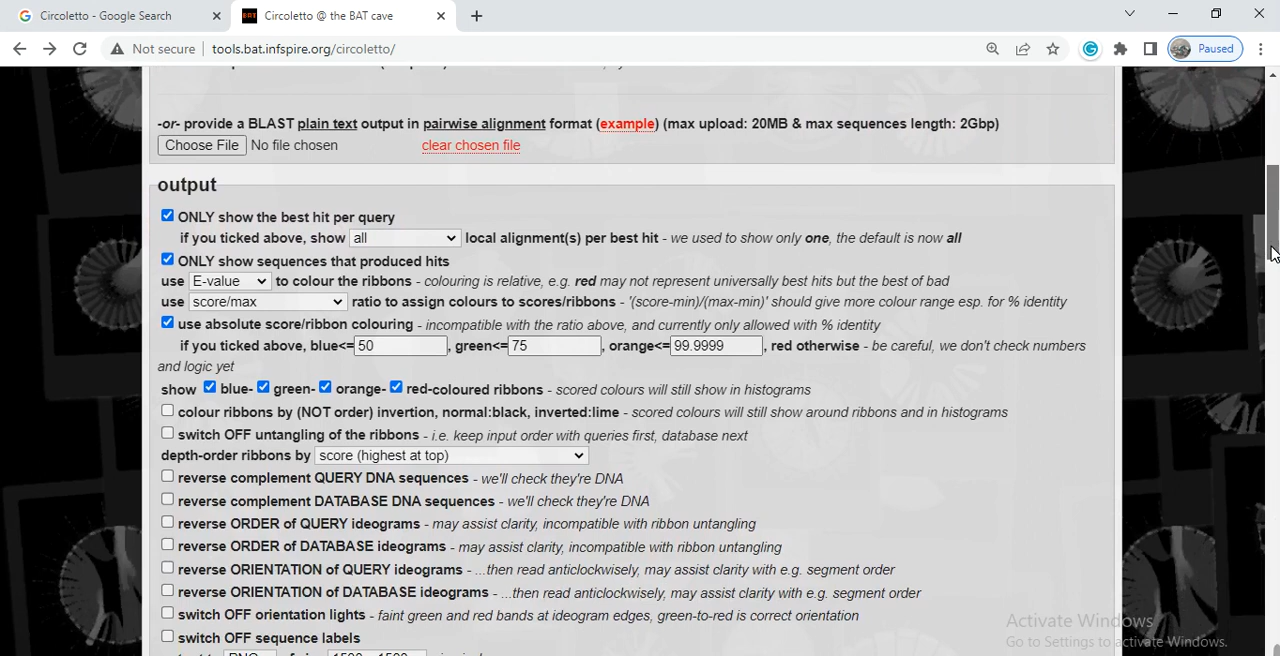 Circoletto - Google Search
Circoletto @ the BAT cave
Not secure
tools.bat.infspire.org/circoletto/
Paused
-or- provide a BLAST plain text output in pairwise alignment format (example) (max upload: 20MB & max sequences length: 2Gbp)
Choose File No file chosen clear chosen file
output
ONLY show the best hit per query
if you ticked above, show all local alignment(s) per best hit - we used to show only one, the default is now all
ONLY show sequences that produced hits
use E-value to colour the ribbons - colouring is relative, e.g. red may not represent universally best hits but the best of bad
use score/max ratio to assign colours to scores/ribbons - '(score-min)/(max-min)' should give more colour range esp. for % identity
use absolute score/ribbon colouring - incompatible with the ratio above, and currently only allowed with % identity
if you ticked above, blue<= 50 , green<= 75 , orange<= 99.9999 , red otherwise - be careful, we don't check numbers
and logic yet
show blue- green- orange- red-coloured ribbons - scored colours will still show in histograms
colour ribbons by (NOT order) invertion, normal:black, inverted:lime - scored colours will still show around ribbons and in histograms
switch OFF untangling of the ribbons - i.e. keep input order with queries first, database next
depth-order ribbons by score (highest at top)
reverse complement QUERY DNA sequences - we'll check they're DNA
reverse complement DATABASE DNA sequences - we'll check they're DNA
reverse ORDER of QUERY ideograms - may assist clarity, incompatible with ribbon untangling
reverse ORDER of DATABASE ideograms - may assist clarity, incompatible with ribbon untangling
reverse ORIENTATION of QUERY ideograms - ...then read anticlockwisely, may assist clarity with e.g. segment order
reverse ORIENTATION of DATABASE ideograms - ...then read anticlockwisely, may assist clarity with e.g. segment order
switch OFF orientation lights - faint green and red bands at ideogram edges, green-to-red is correct orientation
switch OFF sequence labels
Activate Windows
Go to Settings to activate Windows.